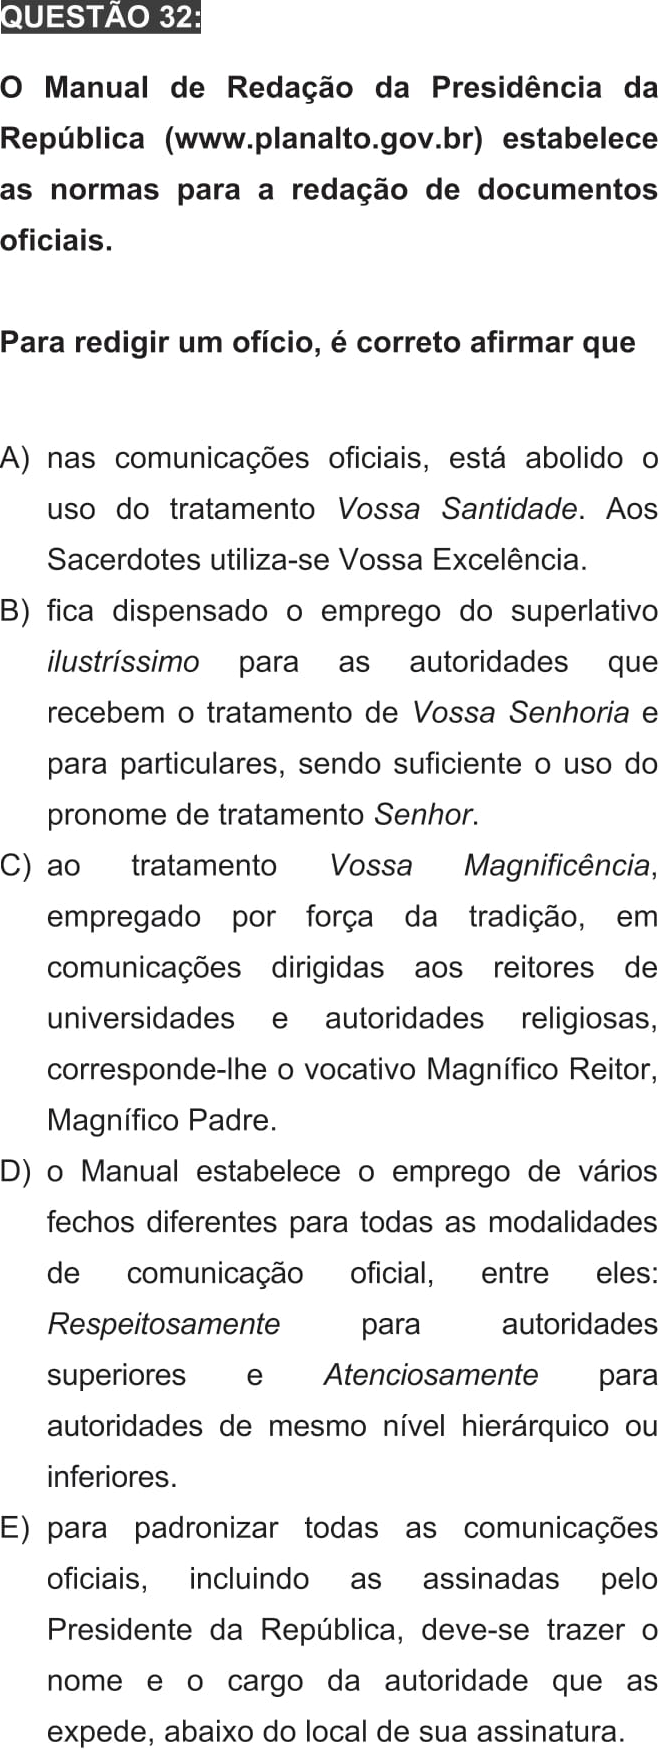 QUESTÃO 32:
O Manual de Redação da Presidência da
República (www.planalto.gov.br) estabelece
as normas para a redação de documentos
oficiais.
Para redigir um ofício, é correto afirmar que
A) nas comunicações oficiais, está abolido o
uso do tratamento Vossa Santidade. Aos
Sacerdotes utiliza-se Vossa Excelência.
B) fica dispensado o emprego do superlativo
ilustríssimo para as autoridades que
recebem o tratamento de Vossa Senhoria e
para particulares, sendo suficiente o uso do
pronome de tratamento Senhor.
C) ao tratamento Vossa Magnificência,
empregado por força da tradição, em
comunicações dirigidas aos reitores de
universidades e autoridades religiosas,
corresponde-lhe o vocativo Magnífico Reitor,
Magnífico Padre.
D) o Manual estabelece o emprego de vários
fechos diferentes para todas as modalidades
de comunicação oficial, entre eles:
Respeitosamente para autoridades
superiores e Atenciosamente para
autoridades de mesmo nível hierárquico ou
inferiores.
E) para padronizar todas as comunicações
oficiais, incluindo as assinadas pelo
Presidente da República, deve-se trazer o
nome e o cargo da autoridade que as
expede, abaixo do local de sua assinatura.